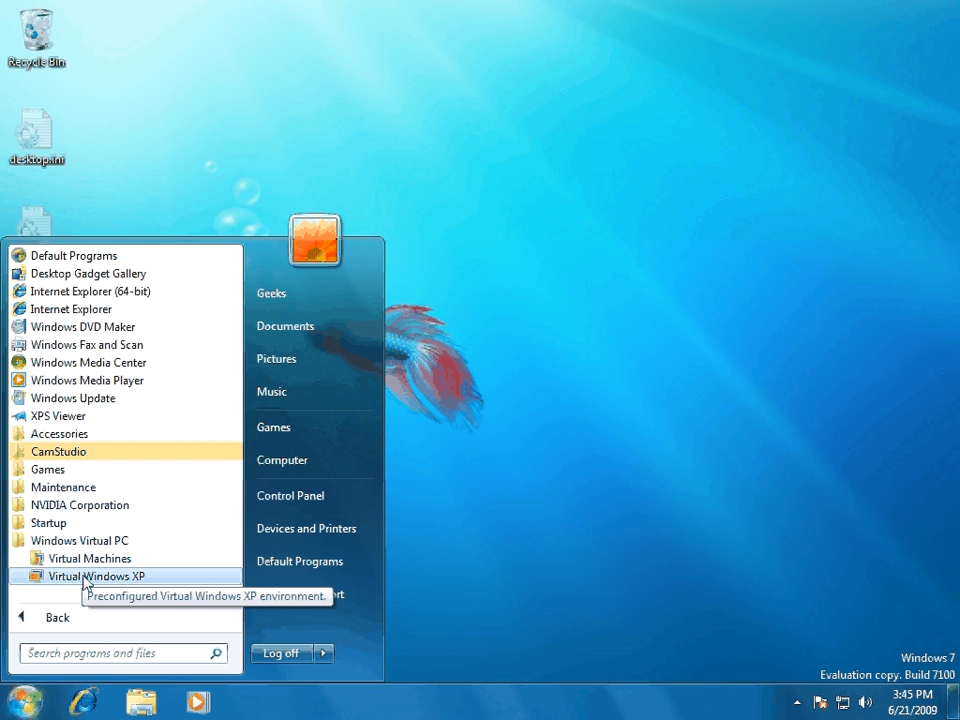 Recycle Bin
desktop.ini
Default Programs
Desktop Gadget Gallery
Internet Explorer (64-bit)
Internet Explorer
Windows DVD Maker
Windows Fax and Scan
Windows Media Center
Windows Media Player
Windows Update
XPS Viewer
Accessories
CamStudio
Games
Maintenance
NVIDIA Corporation
Startup
Windows Virtual PC
Virtual Machines
Virtual Windows XP
Preconfigured Virtual Windows XP environment.
Back
Search programs and files
Geeks
Documents
Pictures
Music
Games
Computer
Control Panel
Devices and Printers
Default Programs
Log off
Windows 7
Evaluation copy. Build 7100
3:45 PM
6/21/2009